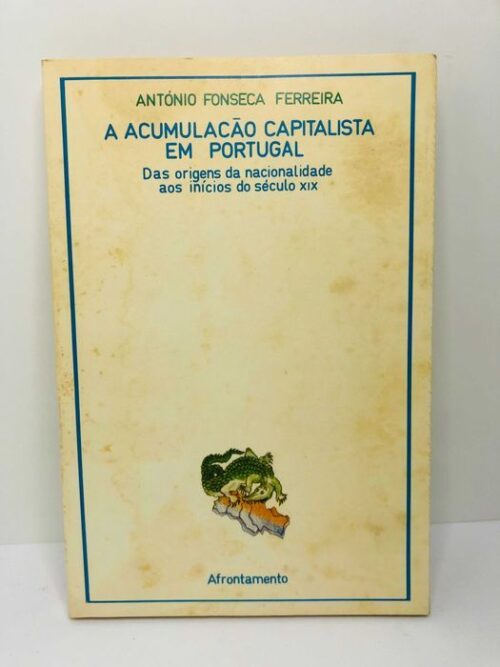 ANTÓNIO FONSECA FERREIRA
A ACUMULAÇÃO CAPITALISTA
EM PORTUGAL
Das origens da nacionalidade
aos inícios do século XIX
Afrontamento